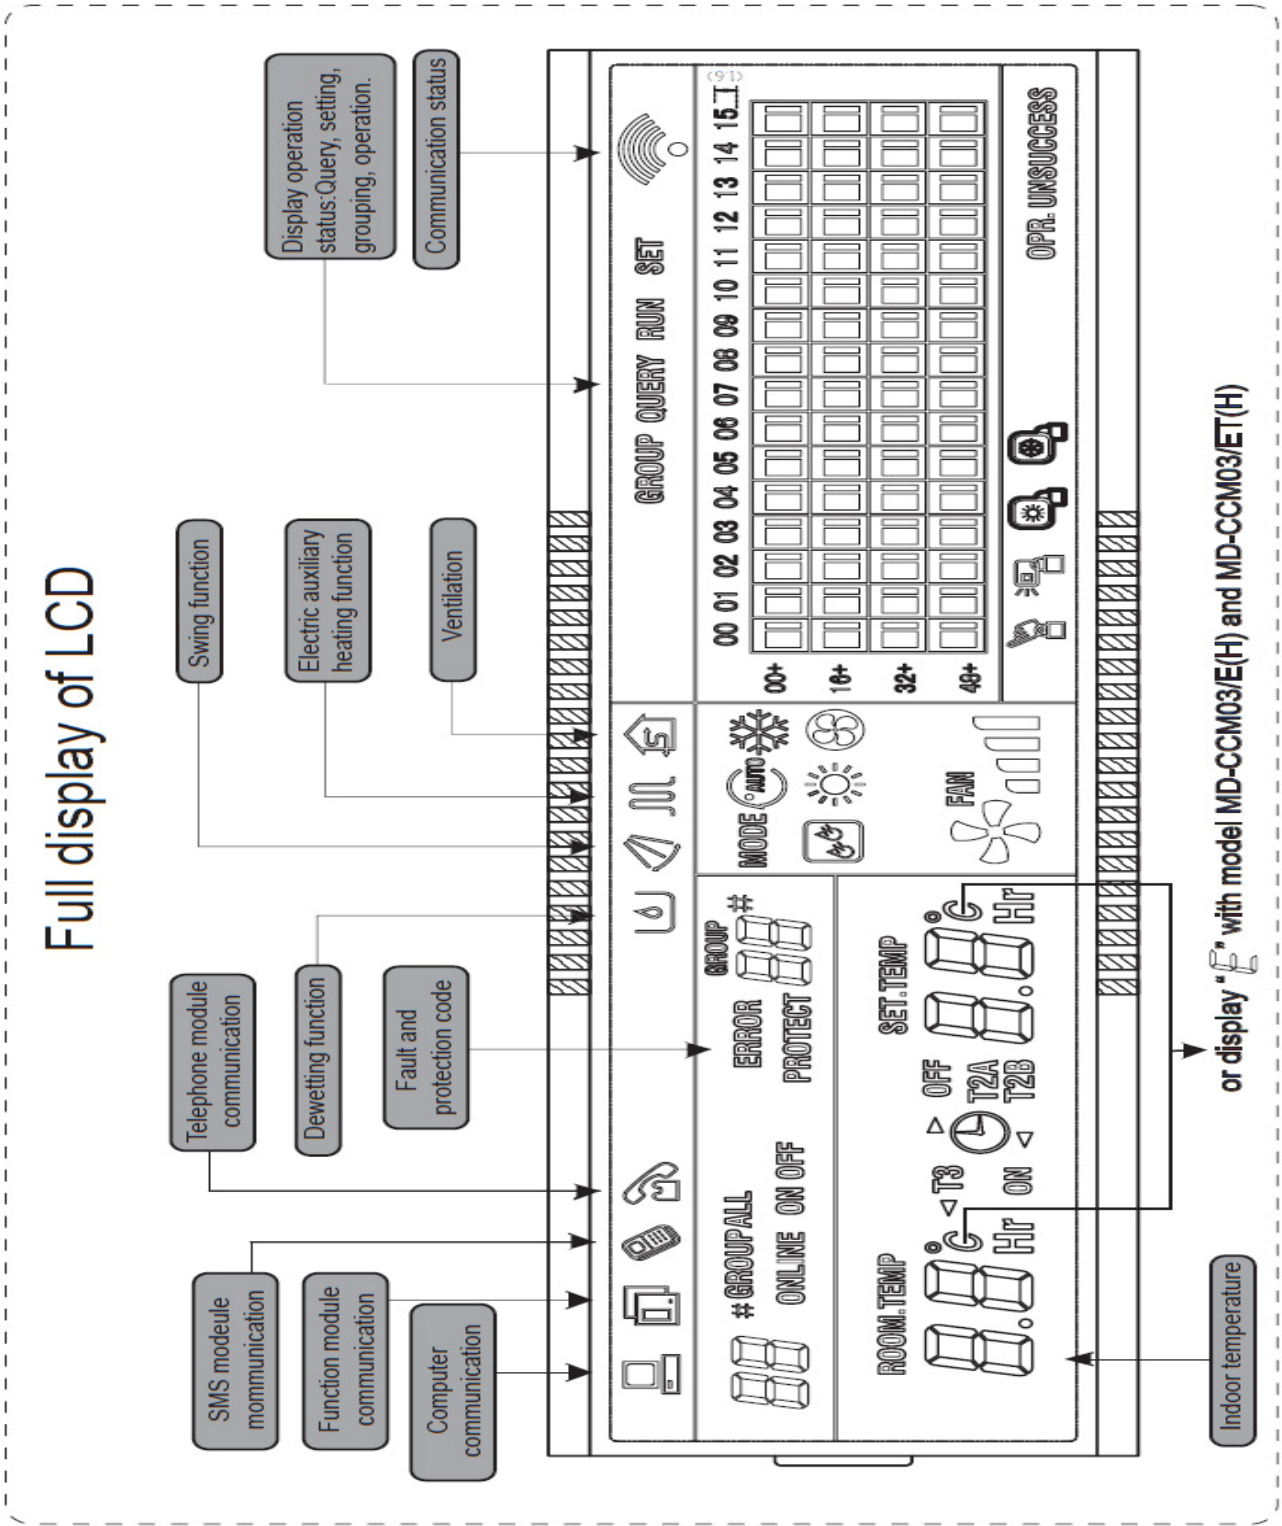 Full display of LCD
SMS modeule
mommunication
Function module
communication
Computer
communication
Telephone module
communication
Dewetting function
Fault and
protection code
Swing function
Electric auxiliary
heating function
Ventilation
Display operation
status:Query, setting,
grouping, operation.
Communication status
GROUP QUERY RUN SET
# GROUP ALL
ONLINE ON OFF
ERROR
PROTECT
GROUP
#
MODE
AUTO
FAN
00 01 02 03 04 05 06 07 08 09 10 11 12 13 14 15
(1.6)
00+
16+
32+
48+
OPR. UNSUCCESS
ROOM.TEMP
°C
Hr
T3
ON
OFF
T2A
T2B
SET.TEMP
°C
Hr
Indoor temperature
or display "E" with model MD-CCM03/E(H) and MD-CCM03/ET(H)